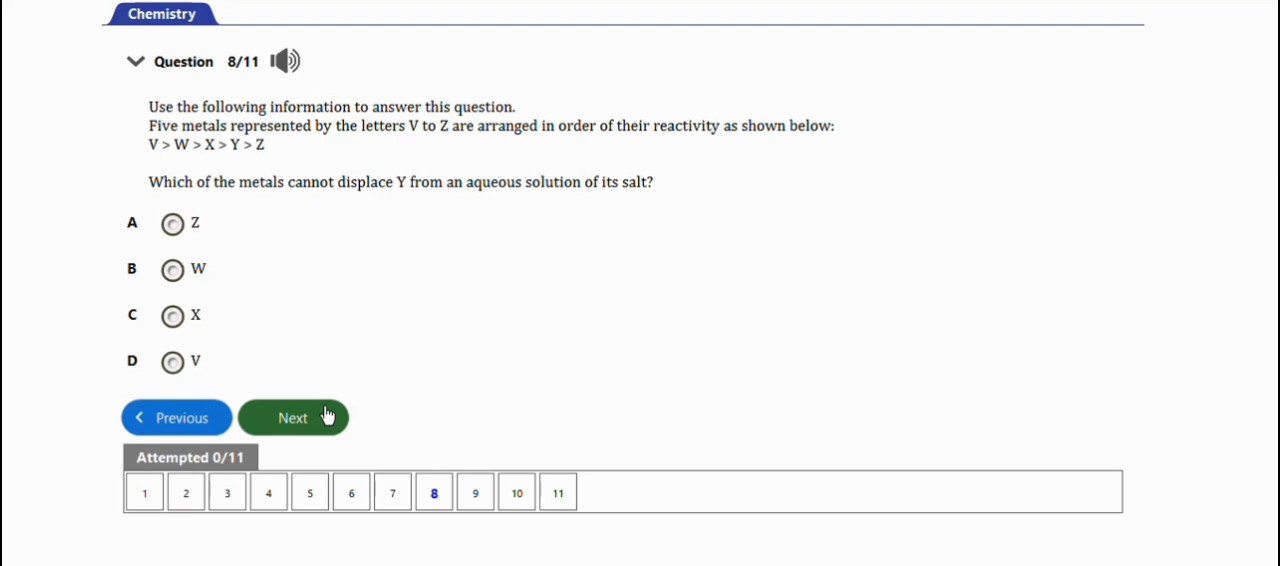 Chemistry
Question 8/11
Use the following information to answer this question.
Five metals represented by the letters V to Z are arranged in order of their reactivity as shown below:
V > W > X > Y > Z
Which of the metals cannot displace Y from an aqueous solution of its salt?
A Z
B W
C X
D V
Previous Next
Attempted 0/11
1 2 3 4 5 6 7 8 9 10 11